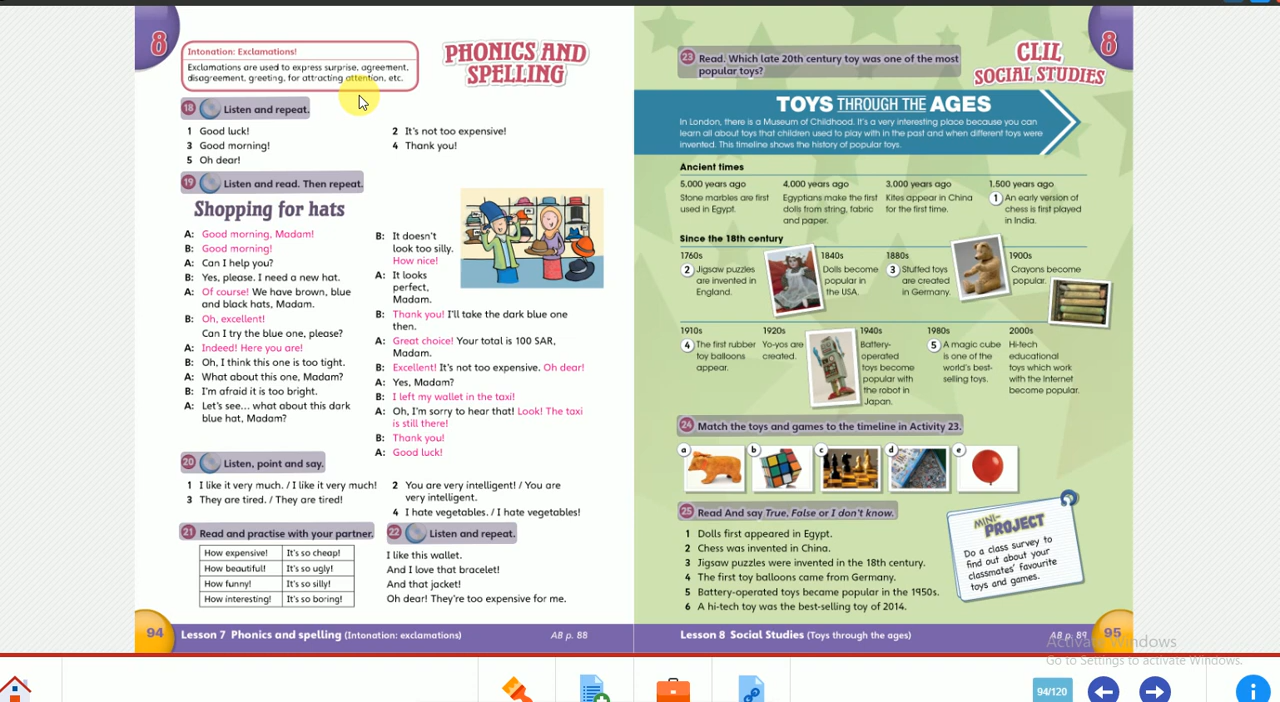 8
Intonation: Exclamations!
Exclamations are used to express surprise, agreement,
disagreement, greeting, for attracting attention, etc.
PHONICS AND
SPELLING
18 Listen and repeat.
1 Good luck!
2 It's not too expensive!
3 Good morning!
4 Thank you!
5 Oh dear!
19 Listen and read. Then repeat.
Shopping for hats
A: Good morning, Madam!
B: Good morning!
A: Can I help you?
B: Yes, please. I need a new hat.
A: Of course! We have brown, blue
and black hats, Madam.
B: Oh, excellent!
Can I try the blue one, please?
A: Indeed! Here you are!
B: Oh, I think this one is too tight.
A: What about this one, Madam?
B: I'm afraid it is too bright.
A: Let's see... what about this dark
blue hat, Madam?
B: It doesn't
look too silly.
How nice!
A: It looks
perfect,
Madam.
B: Thank you! I'll take the dark blue one
then.
A: Great choice! Your total is 100 SAR,
Madam.
B: Excellent! It's not too expensive. Oh dear!
A: Yes, Madam?
B: I left my wallet in the taxi!
A: Oh, I'm sorry to hear that! Look! The taxi
is still there!
B: Thank you!
A: Good luck!
20 Listen, point and say.
1 I like it very much. / I like it very much!
2 You are very intelligent! / You are
very intelligent.
3 They are tired. / They are tired!
4 I hate vegetables. / I hate vegetables!
21 Read and practise with your partner.
How expensive! It's so cheap!
How beautiful! It's so ugly!
How funny! It's so silly!
How interesting! It's so boring!
22 Listen and repeat.
I like this wallet.
And I love that bracelet!
And that jacket!
Oh dear! They're too expensive for me.
94 Lesson 7 Phonics and spelling (Intonation: exclamations) AB p. 88
8
23 Read. Which late 20th century toy was one of the most
popular toys?
CLIL
SOCIAL STUDIES
TOYS THROUGH THE AGES
In London, there is a Museum of Childhood. It's a very interesting place because you can
learn all about toys that children used to play with in the past and when different toys were
invented. This timeline shows the history of popular toys.
Ancient times
5,000 years ago
Stone marbles are first
used in Egypt.
4,000 years ago
Egyptians make the first
dolls from string, fabric
and paper.
3,000 years ago
Kites appear in China
for the first time.
1,500 years ago
1 An early version of
chess is first played
in India.
Since the 18th century
1760s
2 Jigsaw puzzles
are invented in
England.
1840s
Dolls become
popular in
the USA.
1880s
3 Stuffed toys
are created
in Germany.
1900s
Crayons become
popular.
1910s
4 The first rubber
toy balloons
appear.
1920s
Yo-yos are
created.
1940s
Battery-
operated
toys become
popular with
the robot in
Japan.
1980s
5 A magic cube
is one of the
world's best-
selling toys.
2000s
Hi-tech
educational
toys which work
with the Internet
become popular.
24 Match the toys and games to the timeline in Activity 23.
a b c d e
25 Read And say True, False or I don't know.
1 Dolls first appeared in Egypt.
2 Chess was invented in China.
3 Jigsaw puzzles were invented in the 18th century.
4 The first toy balloons came from Germany.
5 Battery-operated toys became popular in the 1950s.
6 A hi-tech toy was the best-selling toy of 2014.
MINI-
PROJECT
Do a class survey to
find out about your
classmates' favourite
toys and games.
Lesson 8 Social Studies (Toys through the ages) AB p. 89 95
Activate Windows
Go to Settings to activate Windows.
94/120